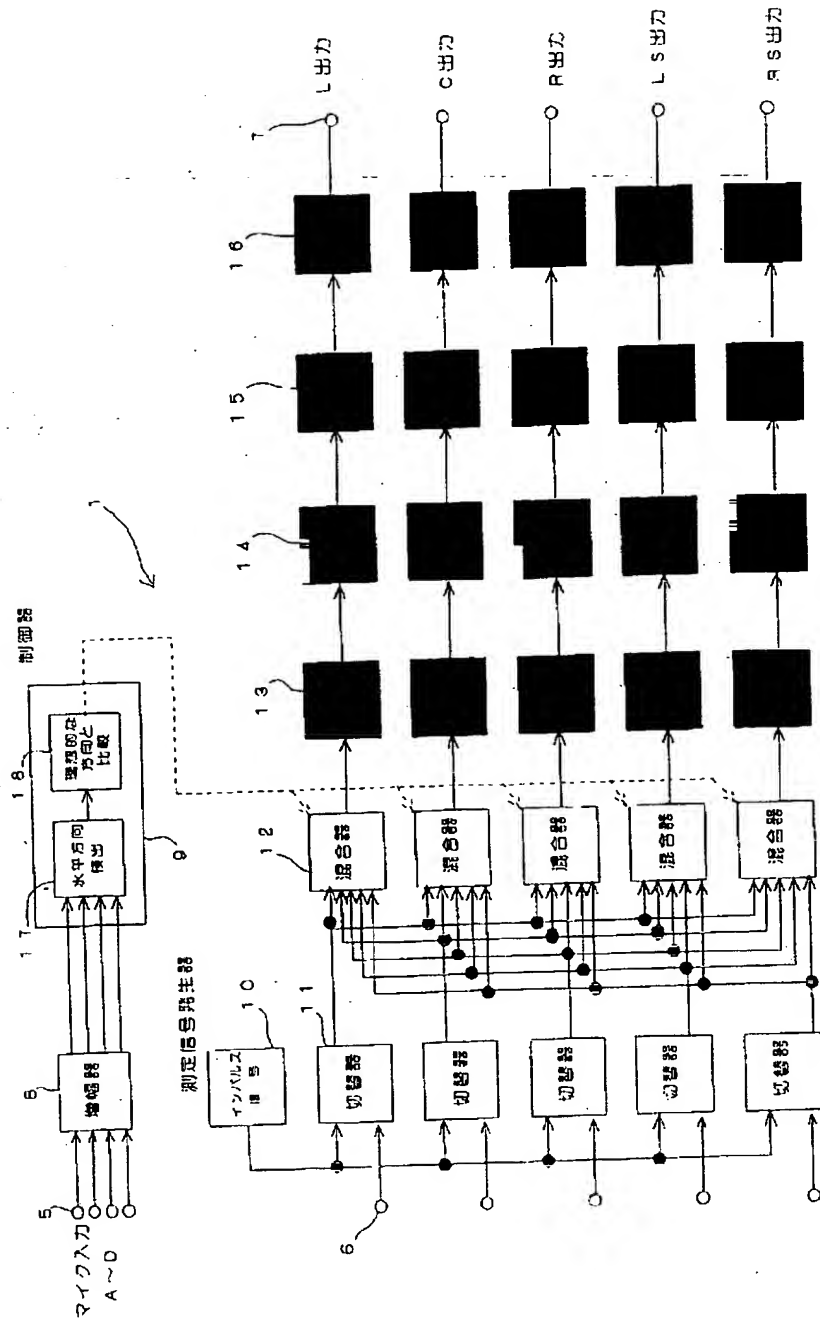 1
制御器
18
理想的な
方向と
比較
17
水平方向
検出
9
8
増幅器
5
マイク入力
A～D
測定信号発生器
10
インパルス
信号
11
切替器
切替器
切替器
切替器
切替器
6
12
混合器
混合器
混合器
混合器
混合器
13
14
15
16
7
L出力
C出力
R出力
LS出力
RS出力